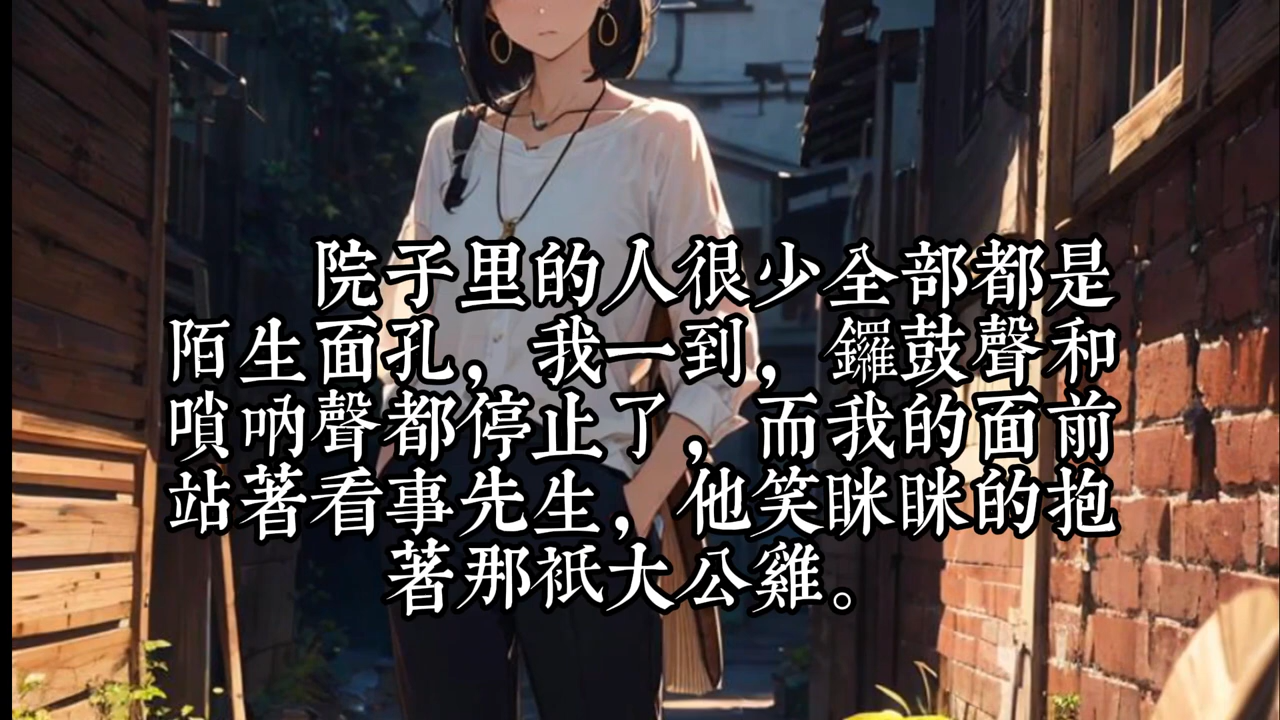 院子里的人很少全部都是
陌生面孔，我一到，鑼鼓聲和
嗩吶聲都停止了，而我的面前
站著看事先生，他笑眯眯的抱
著那衹大公雞。